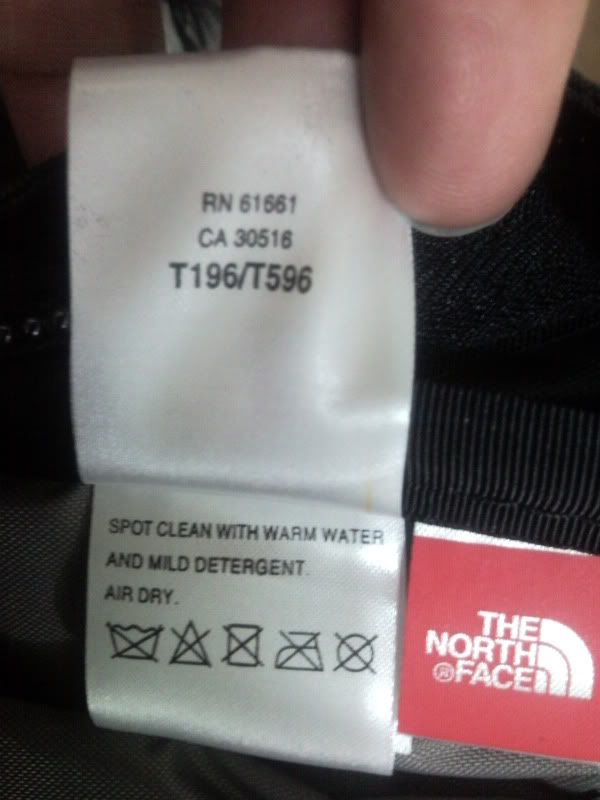 RN 61661
CA 30516
T196/T596
SPOT CLEAN WITH WARM WATER
AND MILD DETERGENT.
AIR DRY.
THE
NORTH
®FACE